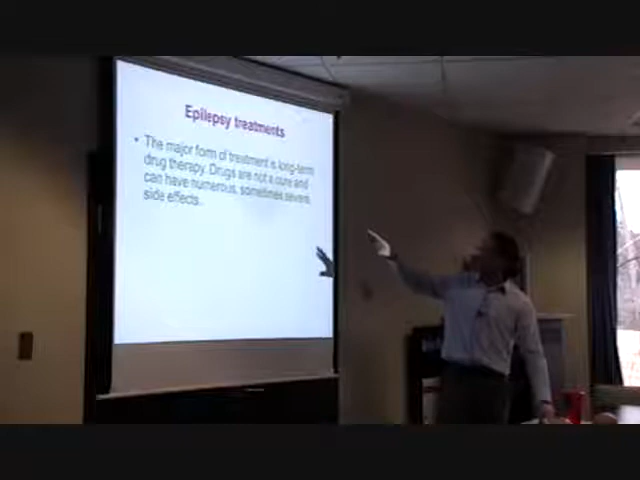 Epilepsy treatments
• The major form of treatment is long-term
drug therapy. Drugs are not a cure and
can have numerous, sometimes severe
side effects.